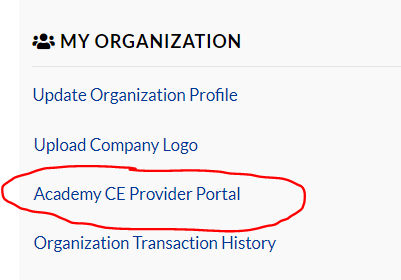 MY ORGANIZATION
Update Organization Profile
Upload Company Logo
Academy CE Provider Portal
Organization Transaction History